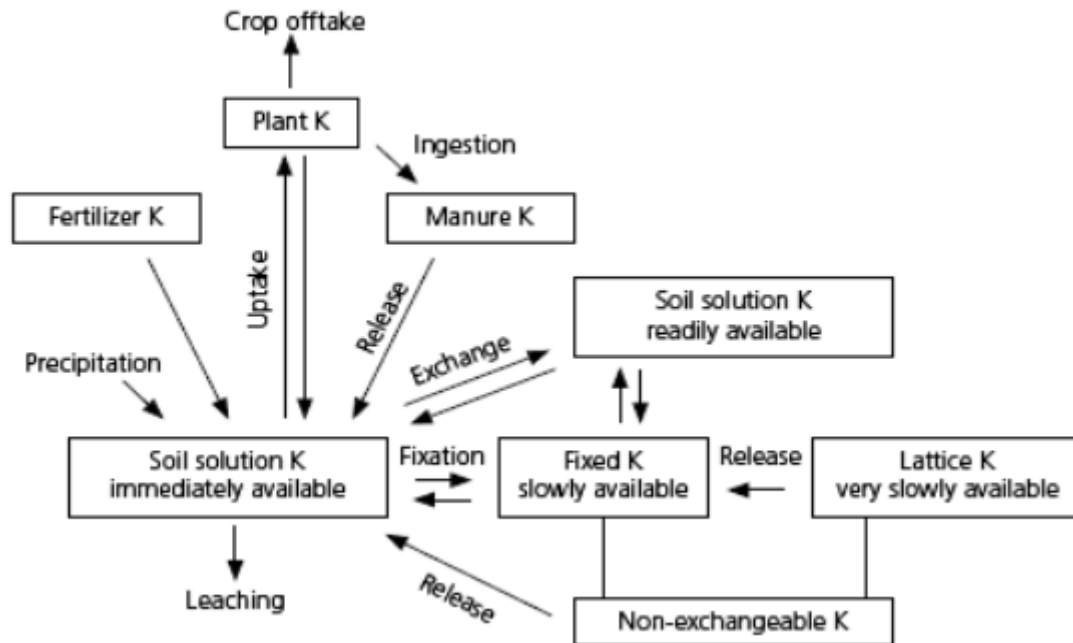 Crop offtake
Plant K
Ingestion
Fertilizer K
Manure K
Uptake
Release
Soil solution K
readily available
Exchange
Precipitation
Soil solution K
immediately available
Fixation
Fixed K
slowly available
Release
Lattice K
very slowly available
Leaching
Release
Non-exchangeable K